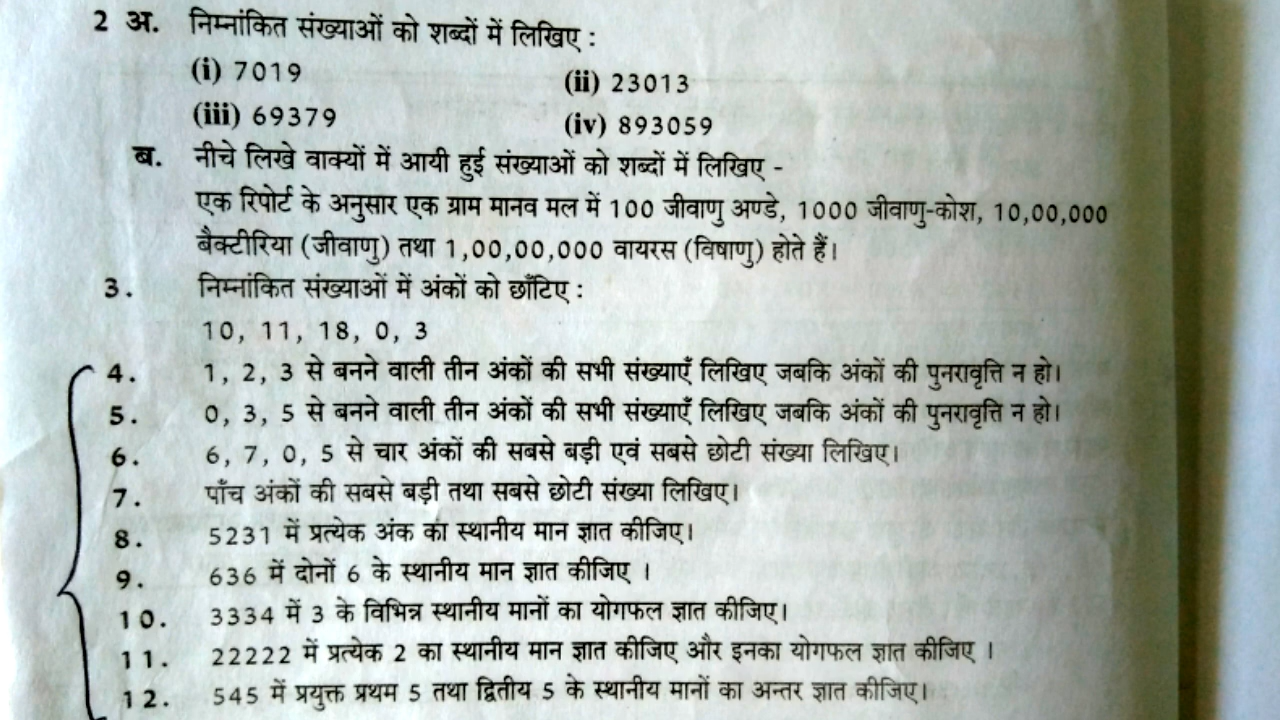 2 अ. निम्नांकित संख्याओं को शब्दों में लिखिए :
(i) 7019 (ii) 23013
(iii) 69379 (iv) 893059
ब. नीचे लिखे वाक्यों में आयी हुई संख्याओं को शब्दों में लिखिए -
एक रिपोर्ट के अनुसार एक ग्राम मानव मल में 100 जीवाणु अण्डे, 1000 जीवाणु-कोश, 10,00,000
बैक्टीरिया (जीवाणु) तथा 1,00,00,000 वायरस (विषाणु) होते हैं।
3. निम्नांकित संख्याओं में अंकों को छाँटिए :
10, 11, 18, 0, 3
4. 1, 2, 3 से बनने वाली तीन अंकों की सभी संख्याएँ लिखिए जबकि अंकों की पुनरावृत्ति न हो।
5. 0, 3, 5 से बनने वाली तीन अंकों की सभी संख्याएँ लिखिए जबकि अंकों की पुनरावृत्ति न हो।
6. 6, 7, 0, 5 से चार अंकों की सबसे बड़ी एवं सबसे छोटी संख्या लिखिए।
7. पाँच अंकों की सबसे बड़ी तथा सबसे छोटी संख्या लिखिए।
8. 5231 में प्रत्येक अंक का स्थानीय मान ज्ञात कीजिए।
9. 636 में दोनों 6 के स्थानीय मान ज्ञात कीजिए ।
10. 3334 में 3 के विभिन्न स्थानीय मानों का योगफल ज्ञात कीजिए।
11. 22222 में प्रत्येक 2 का स्थानीय मान ज्ञात कीजिए और इनका योगफल ज्ञात कीजिए ।
12. 545 में प्रयुक्त प्रथम 5 तथा द्वितीय 5 के स्थानीय मानों का अन्तर ज्ञात कीजिए।